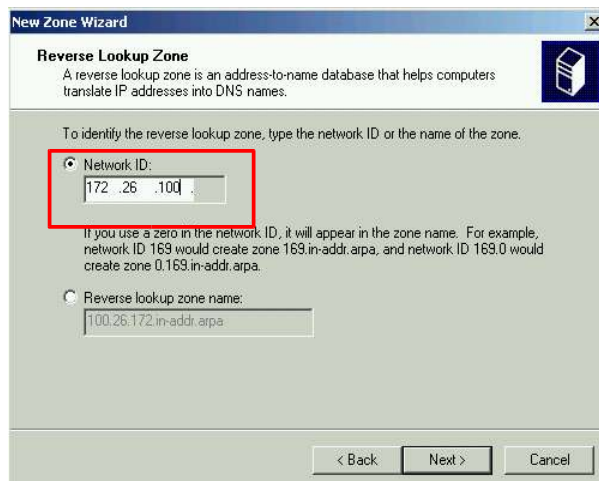 New Zone Wizard
Reverse Lookup Zone
A reverse lookup zone is an address-to-name database that helps computers
translate IP addresses into DNS names.
To identify the reverse lookup zone, type the network ID or the name of the zone.
Network ID:
172 .26 .100 .
If you use a zero in the network ID, it will appear in the zone name. For example,
network ID 169 would create zone 169.in-addr.arpa, and network ID 169.0 would
create zone 0.169.in-addr.arpa.
Reverse lookup zone name:
100.26.172.in-addr.arpa
< Back Next > Cancel